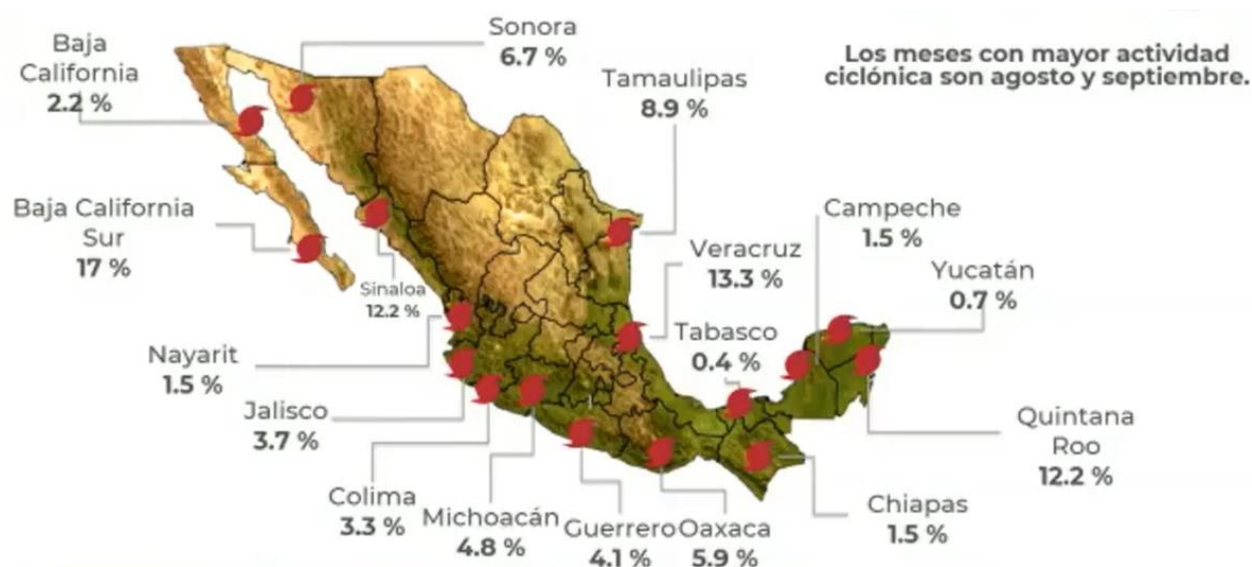 Baja
California
2.2 %
Sonora
6.7 %
Tamaulipas
8.9 %
Los meses con mayor actividad
ciclónica son agosto y septiembre.
Baja California
Sur
17 %
Sinaloa
12.2 %
Veracruz
13.3 %
Campeche
1.5 %
Yucatán
0.7 %
Tabasco
0.4 %
Nayarit
1.5 %
Jalisco
3.7 %
Colima
3.3 %
Michoacán
4.8 %
Guerrero
4.1 %
Oaxaca
5.9 %
Chiapas
1.5 %
Quintana
Roo
12.2 %